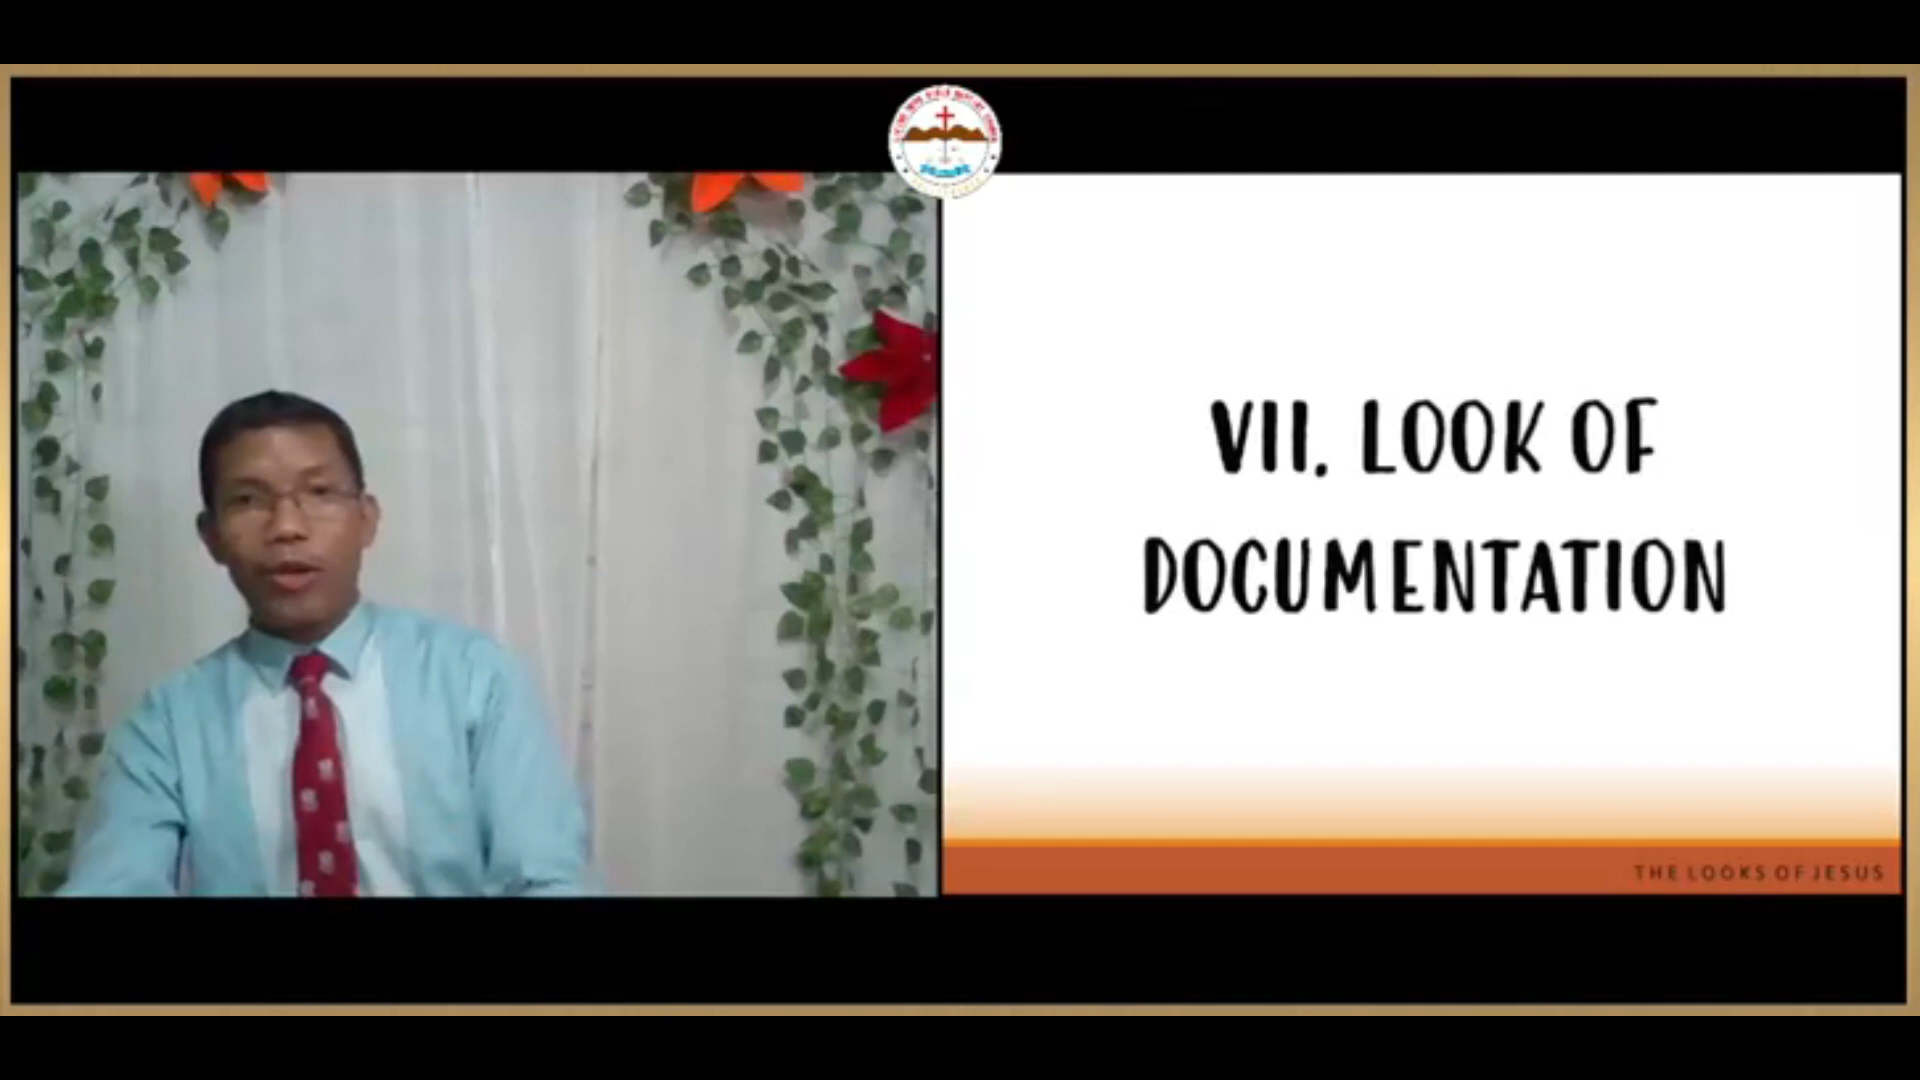 VII. LOOK OF
DOCUMENTATION
THE LOOKS OF JESUS